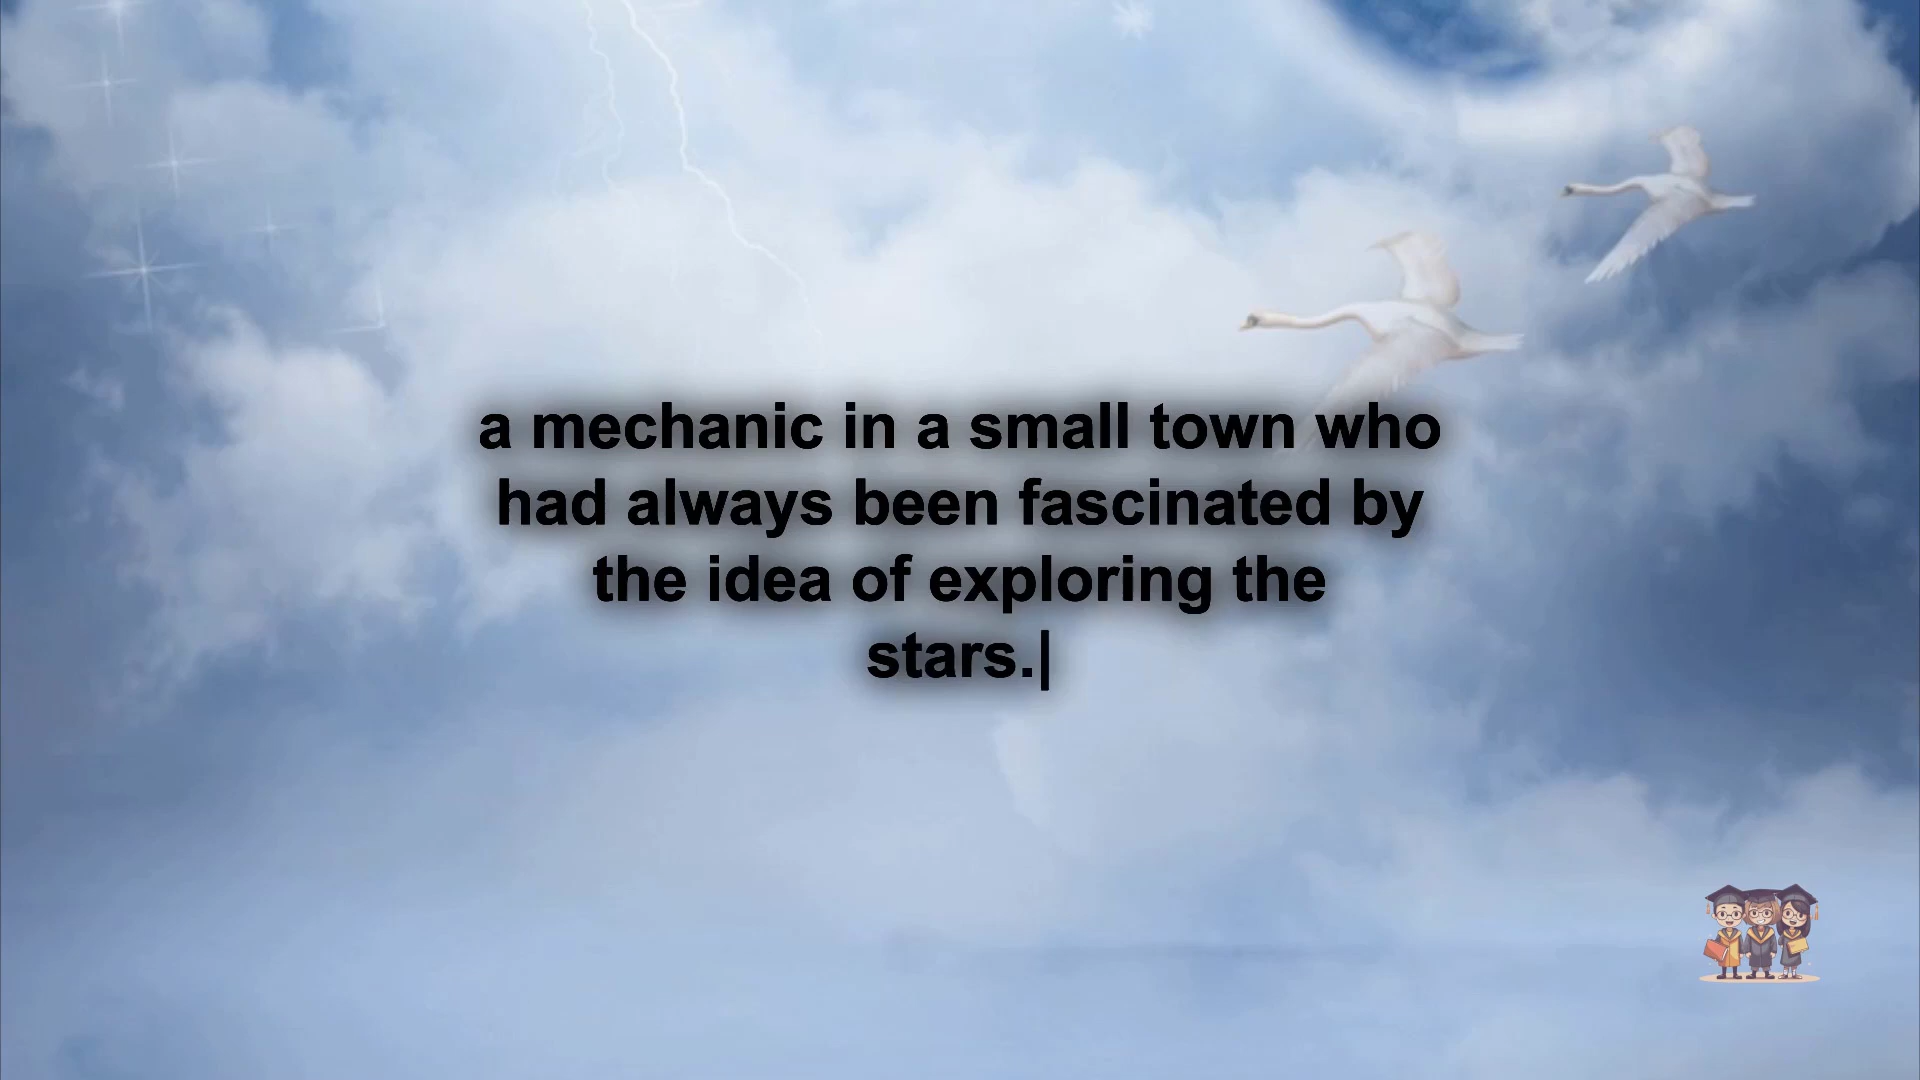 a mechanic in a small town who
had always been fascinated by
the idea of exploring the
stars.|